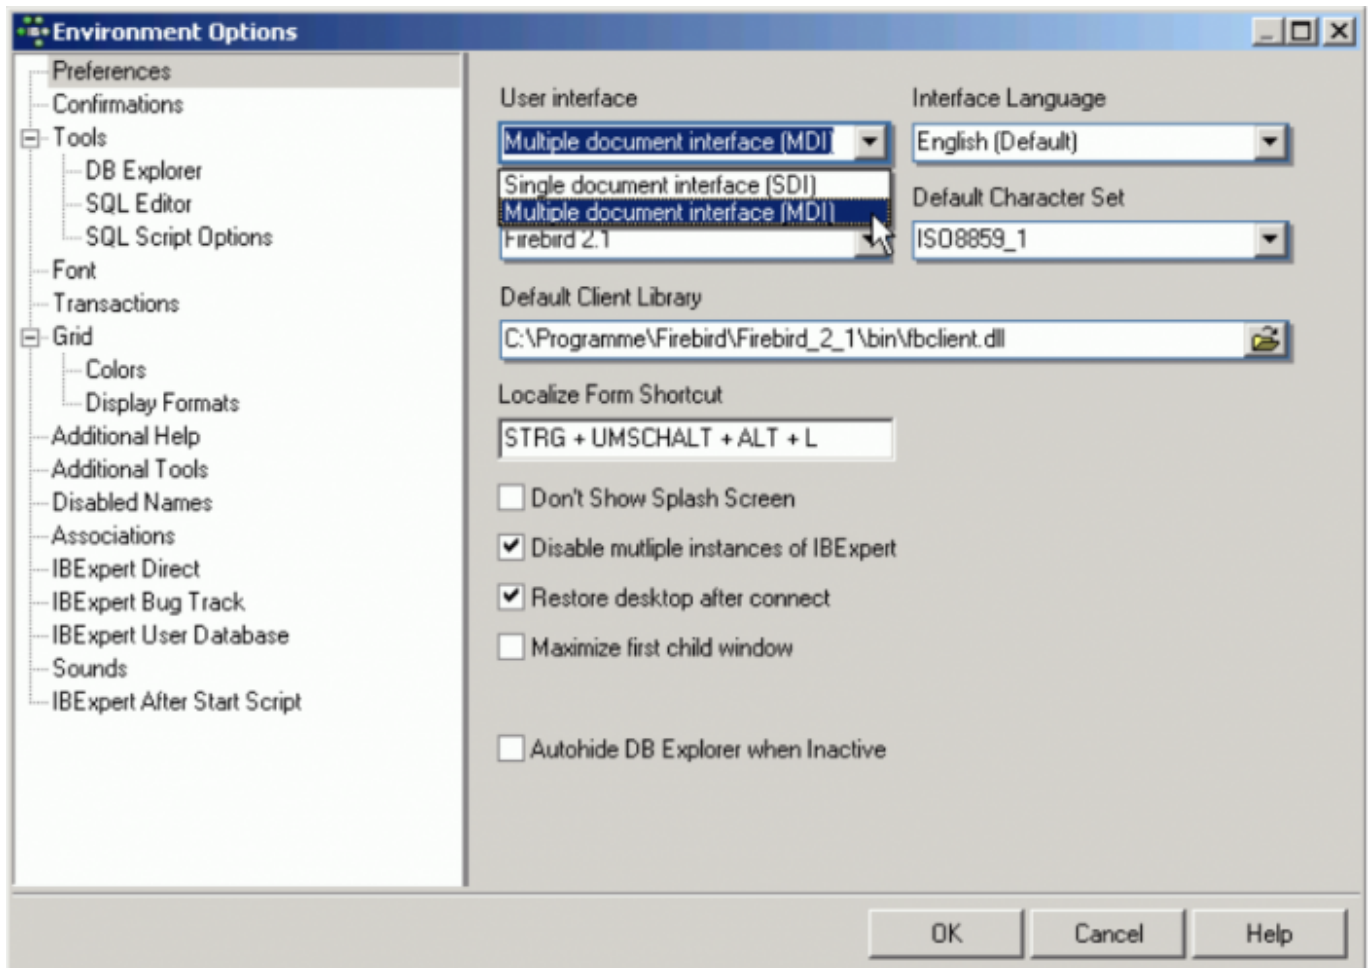 Environment Options
Preferences
Confirmations
Tools
DB Explorer
SQL Editor
SQL Script Options
Font
Transactions
Grid
Colors
Display Formats
Additional Help
Additional Tools
Disabled Names
Associations
IBExpert Direct
IBExpert Bug Track
IBExpert User Database
Sounds
IBExpert After Start Script
User interface
Multiple document interface (MDI)
Single document interface (SDI)
Multiple document interface (MDI)
Firebird 2.1
Interface Language
English (Default)
Default Character Set
ISO8859_1
Default Client Library
C:\Programme\Firebird\Firebird_2_1\bin\fbclient.dll
Localize Form Shortcut
STRG + UMSCHALT + ALT + L
Don't Show Splash Screen
Disable mutliple instances of IBExpert
Restore desktop after connect
Maximize first child window
Autohide DB Explorer when Inactive
OK
Cancel
Help